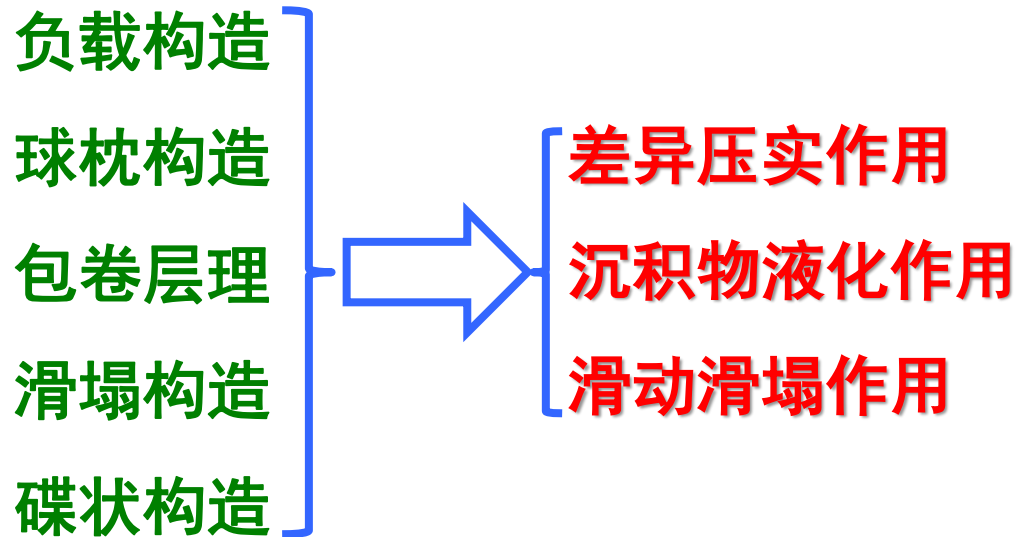 负载构造
球枕构造
包卷层理
滑塌构造
碟状构造
差异压实作用
沉积物液化作用
滑动滑塌作用